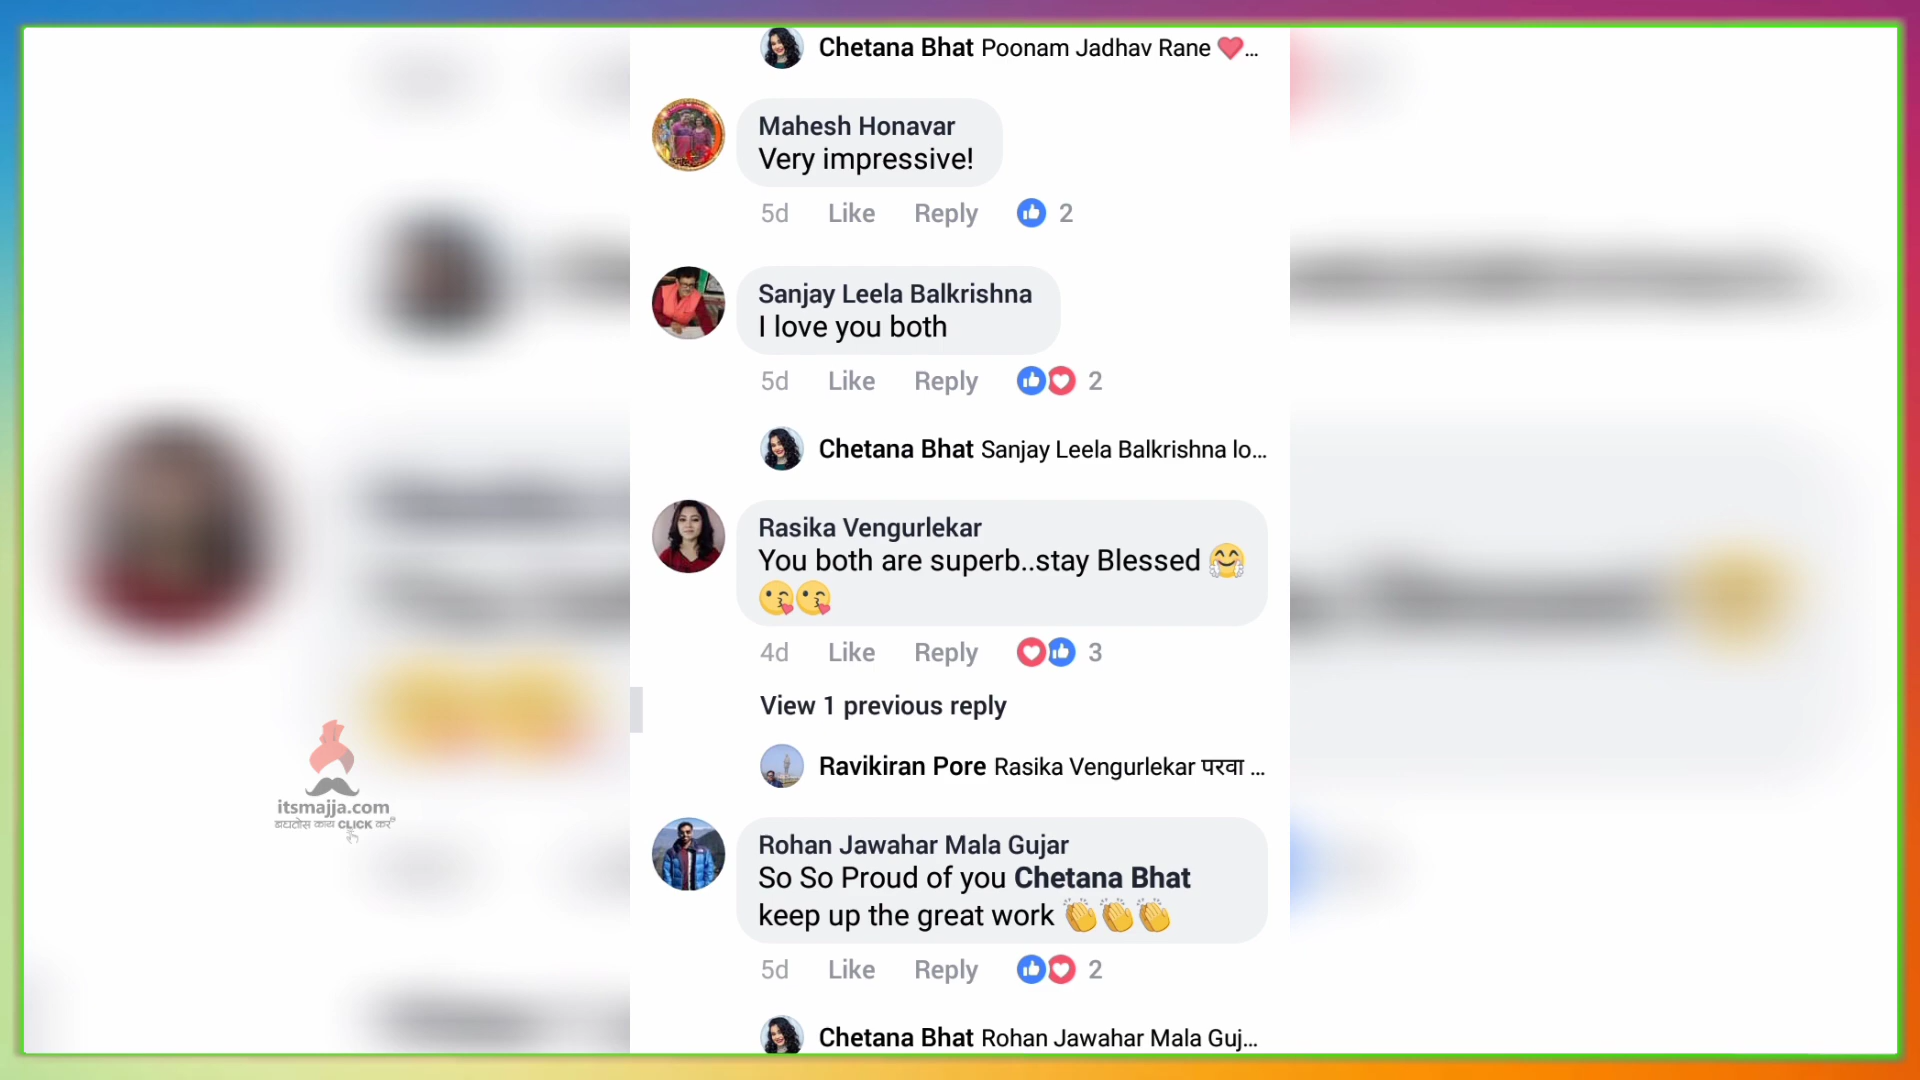 Chetana Bhat Poonam Jadhav Rane ❤️...
Mahesh Honavar
Very impressive!
5d Like Reply 2
Sanjay Leela Balkrishna
I love you both
5d Like Reply 2
Chetana Bhat Sanjay Leela Balkrishna lo...
Rasika Vengurlekar
You both are superb..stay Blessed 🤗
😘😘
4d Like Reply 3
View 1 previous reply
Ravikiran Pore Rasika Vengurlekar परवा ...
itsmajja.com
बघतोस काय CLICK कर
Rohan Jawahar Mala Gujar
So So Proud of you Chetana Bhat
keep up the great work 👏👏👏
5d Like Reply 2
Chetana Bhat Rohan Jawahar Mala Guj...